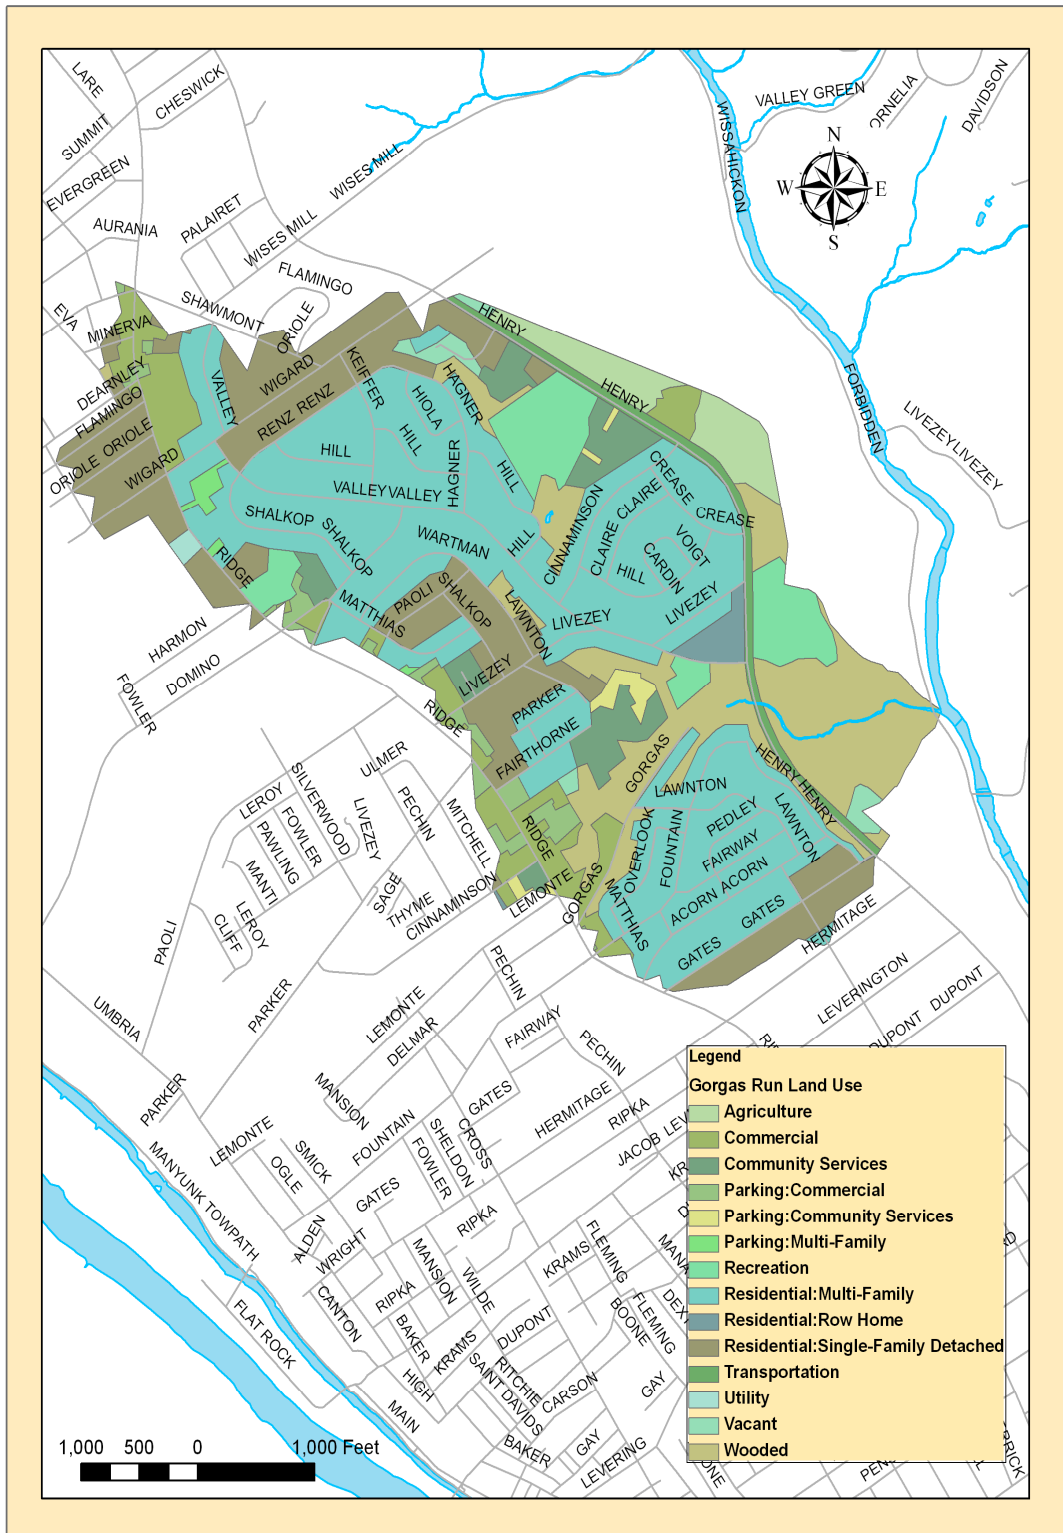 LARE
CHESWICK
SUMMIT
EVERGREEN
AURANIA
PALAIRET
WISES MILL
WISES MILL
WISSAHICKON
VALLEY GREEN
DAVIDSON
N
W E
S
FLAMINGO
SHAWMONT
ORIOLE
EVA
MINERVA
DEARNLEY
FLAMINGO
ORIOLE ORIOLE
WIGARD
VALLEY
WIGARD
RENZ RENZ
KEIFFER
HENRY
HENRY
HAGNER
HIOLA
HILL
HILL
HAGNER
HILL
VALLEY VALLEY
SHALKOP
SHALKOP
WARTMAN
HILL
CINNAMINSON
CREASE
CREASE
CLAIRE
CLAIRE
VOIGT
CARDIN
HILL
LIVEZEY
LIVEZEY
FORBIDDEN
LIVEZEY LIVEZEY
RIDGE
MATTHIAS
PAOLI
SHALKOP
LAWNTON
LIVEZEY
PARKER
FAIRTHORNE
RIDGE
HARMON
DOMINO
FOWLER
GORGAS
LAWNTON
HENRY HENRY
LAWNTON
PEDLEY
FAIRWAY
OVERLOOK
FOUNTAIN
ACORN ACORN
GATES
GATES
MATTHIAS
GORGAS
HERMITAGE
RIDGE
LEMONTE
ULMER
SILVERWOOD
LEROY
FOWLER
PAWLING
MANTI
LEROY
CLIFF
LIVEZEY
PECHIN
MITCHELL
SAGE
THYME
CINNAMINSON
PAOLI
PARKER
UMBRIA
PECHIN
LEMONTE
DELMAR
FAIRWAY
PECHIN
LEVERINGTON
DUPONT
DUPONT
MANSION
GATES
HERMITAGE
RIPKA
PARKER
LEMONTE
FOUNTAIN
CROSS
SHELDON
FOWLER
SMICK
OGLE
MANYUNK TOWPATH
GATES
ALDEN
WRIGHT
RIPKA
MANSION
WILDE
KRAMS
FLEMING
RIPKA
CANTON
FLAT ROCK
BAKER
KRAMS
DUPONT
BOONE
FLEMING
RITCHIE
SAINT DAVIDS
HIGH
MAIN
CARSON
GAY
BAKER
GAY
LEVERING
Legend
Gorgas Run Land Use
Agriculture
Commercial
Community Services
Parking:Commercial
Parking:Community Services
Parking:Multi-Family
Recreation
Residential:Multi-Family
Residential:Row Home
Residential:Single-Family Detached
Transportation
Utility
Vacant
Wooded
1,000 500 0 1,000 Feet